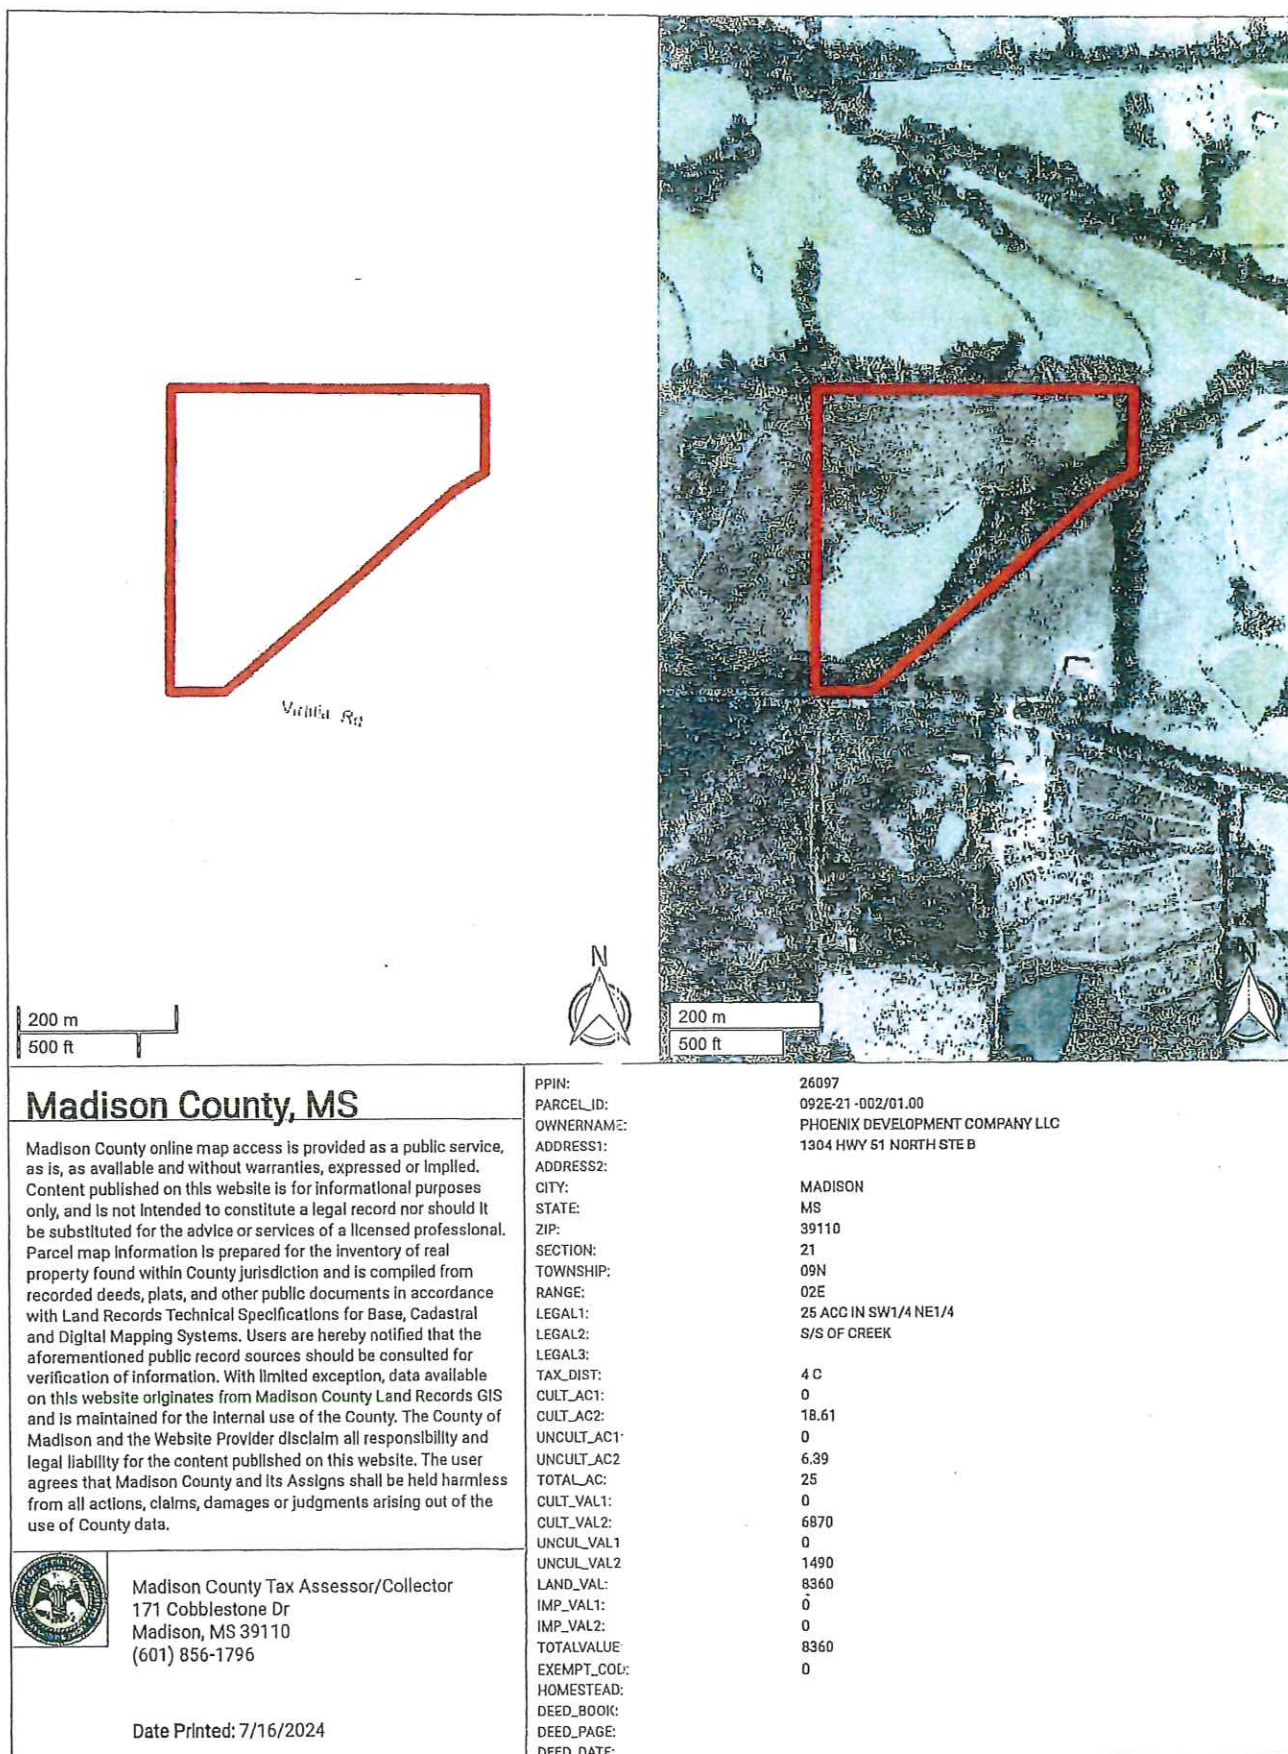 Rd
N
N
200 m
500 ft
200 m
500 ft
Madison County, MS
Madison County online map access is provided as a public service,
as is, as available and without warranties, expressed or implied.
Content published on this website is for informational purposes
only, and is not intended to constitute a legal record nor should it
be substituted for the advice or services of a licensed professional.
Parcel map information is prepared for the inventory of real
property found within County jurisdiction and is compiled from
recorded deeds, plats, and other public documents in accordance
with Land Records Technical Specifications for Base, Cadastral
and Digital Mapping Systems. Users are hereby notified that the
aforementioned public record sources should be consulted for
verification of information. With limited exception, data available
on this website originates from Madison County Land Records GIS
and is maintained for the internal use of the County. The County of
Madison and the Website Provider disclaim all responsibility and
legal liability for the content published on this website. The user
agrees that Madison County and its Assigns shall be held harmless
from all actions, claims, damages or judgments arising out of the
use of County data.
Madison County Tax Assessor/Collector
171 Cobblestone Dr
Madison, MS 39110
(601) 856-1796
Date Printed: 7/16/2024
PPIN: 26097
PARCEL_ID: 092E-21 -002/01.00
OWNERNAME: PHOENIX DEVELOPMENT COMPANY LLC
ADDRESS1: 1304 HWY 51 NORTH STE B
ADDRESS2:
CITY: MADISON
STATE: MS
ZIP: 39110
SECTION: 21
TOWNSHIP: 09N
RANGE: 02E
LEGAL1: 25 ACC IN SW1/4 NE1/4
LEGAL2: S/S OF CREEK
LEGAL3:
TAX_DIST: 4 C
CULT_AC1: 0
CULT_AC2: 18.61
UNCULT_AC1: 0
UNCULT_AC2 6.39
TOTAL_AC: 25
CULT_VAL1: 0
CULT_VAL2: 6870
UNCUL_VAL1 0
UNCUL_VAL2 1490
LAND_VAL: 8360
IMP_VAL1: 0
IMP_VAL2: 0
TOTALVALUE 8360
EXEMPT_COD: 0
HOMESTEAD:
DEED_BOOK:
DEED_PAGE:
DEED_DATE: